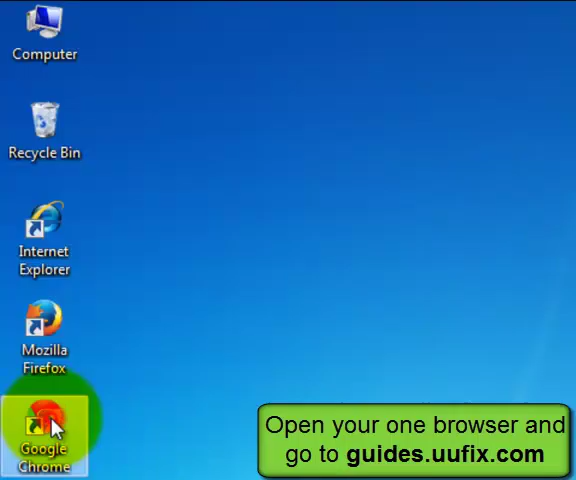 Computer
Recycle Bin
Internet
Explorer
Mozilla
Firefox
Google
Chrome
Open your one browser and
go to guides.uufix.com